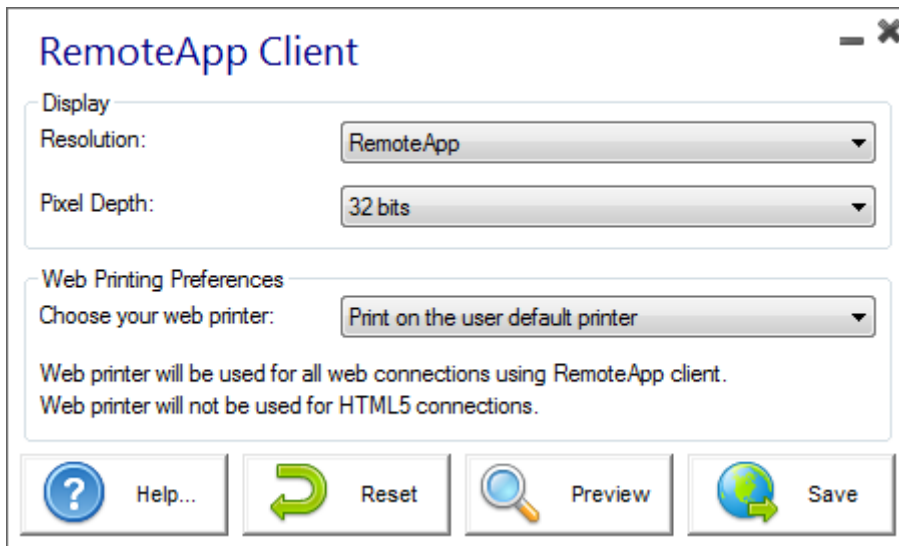 RemoteApp Client
Display
Resolution: RemoteApp
Pixel Depth: 32 bits
Web Printing Preferences
Choose your web printer: Print on the user default printer
Web printer will be used for all web connections using RemoteApp client.
Web printer will not be used for HTML5 connections.
? Help... Reset Preview Save